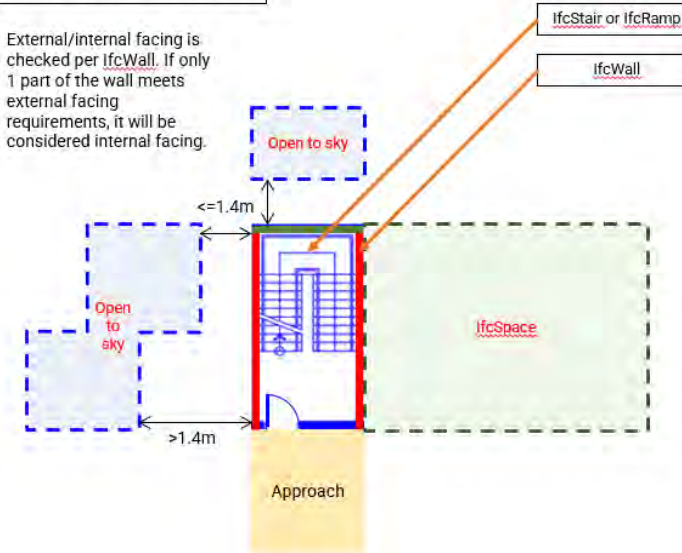 External/internal facing is
checked per IfcWall. If only
1 part of the wall meets
external facing
requirements, it will be
considered internal facing.
IfcStair or IfcRamp
IfcWall
Open to sky
<=1.4m
Open
to
sky
IfcSpace
>1.4m
Approach